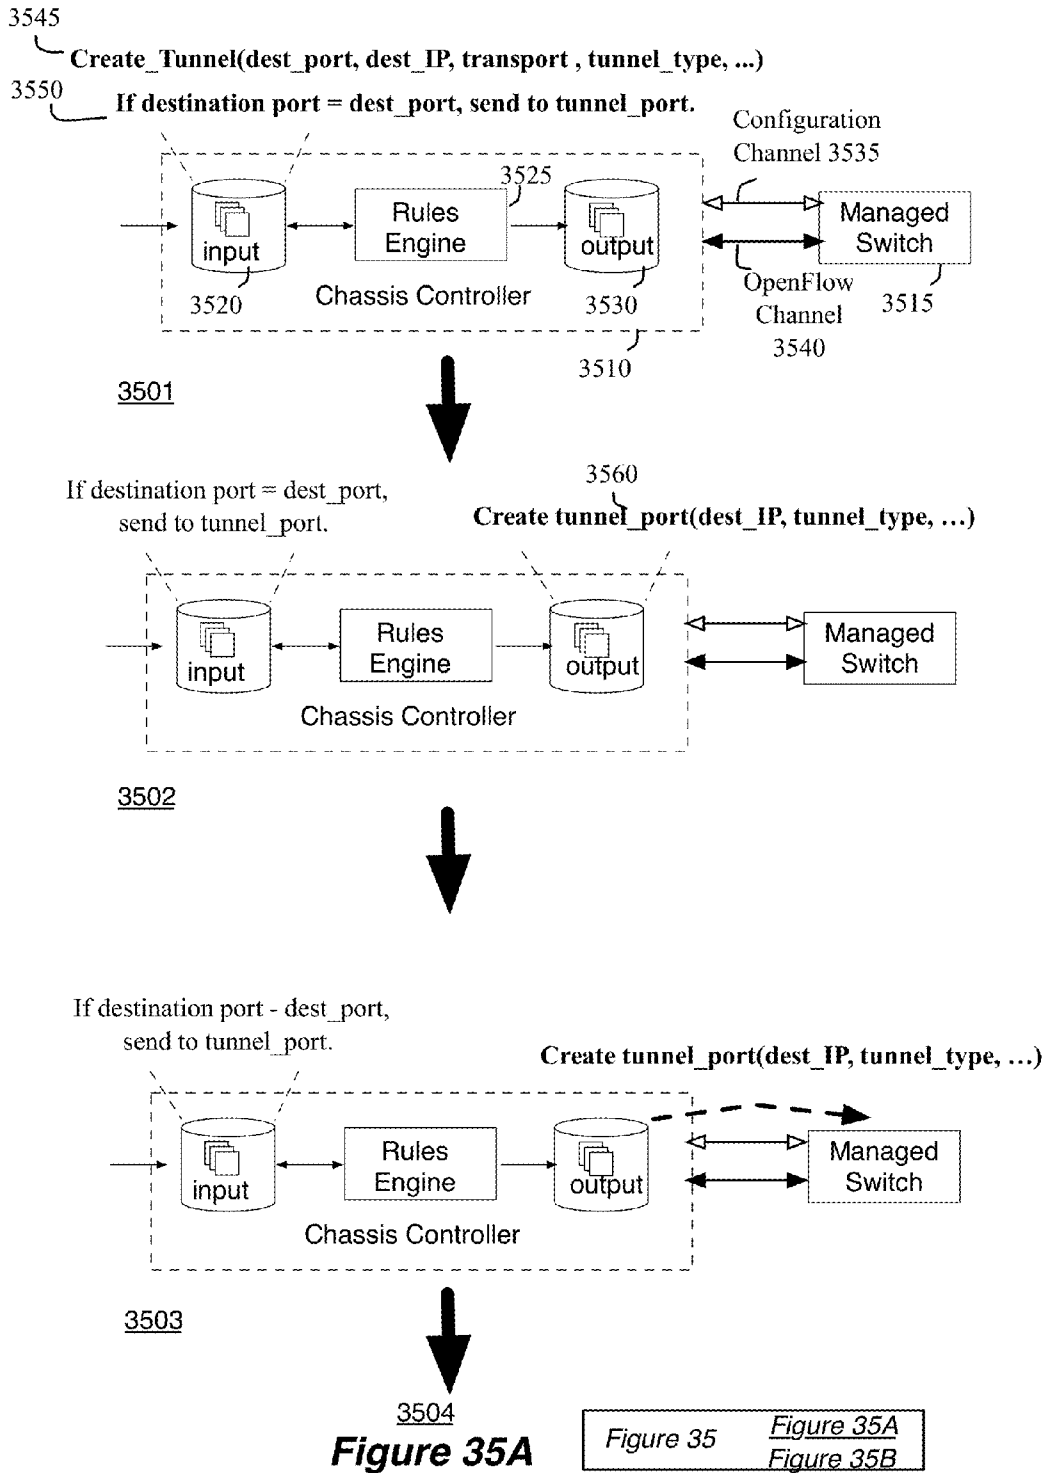 3545
Create_Tunnel(dest_port, dest_IP, transport , tunnel_type, ...)
3550
If destination port = dest_port, send to tunnel_port.
Configuration
Channel 3535
3525
Rules
Engine
input
output
Managed
Switch
3520
Chassis Controller
3530
OpenFlow
Channel
3540
3515
3510
3501
If destination port = dest_port,
send to tunnel_port.
3560
Create tunnel_port(dest_IP, tunnel_type, …)
Rules
Engine
input
output
Managed
Switch
Chassis Controller
3502
If destination port - dest_port,
send to tunnel_port.
Create tunnel_port(dest_IP, tunnel_type, …)
Rules
Engine
input
output
Managed
Switch
Chassis Controller
3503
3504
Figure 35A
Figure 35
Figure 35A
Figure 35B